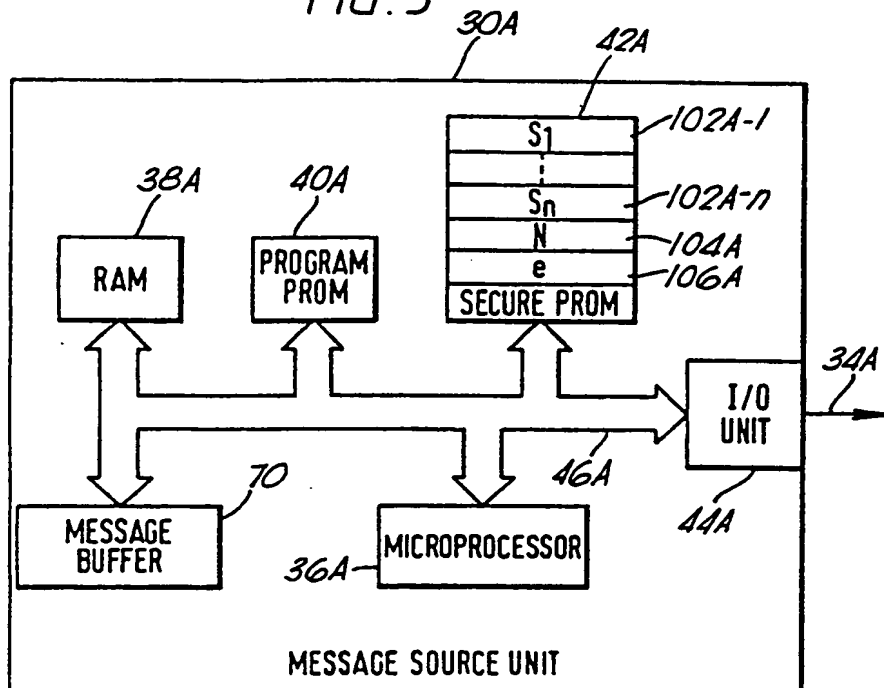 30A
42A
S1
102A-1
38A
40A
Sn
102A-n
N
104A
RAM
PROGRAM
PROM
e
106A
SECURE PROM
34A
I/O
UNIT
46A
70
44A
MESSAGE
BUFFER
MICROPROCESSOR
36A
MESSAGE SOURCE UNIT